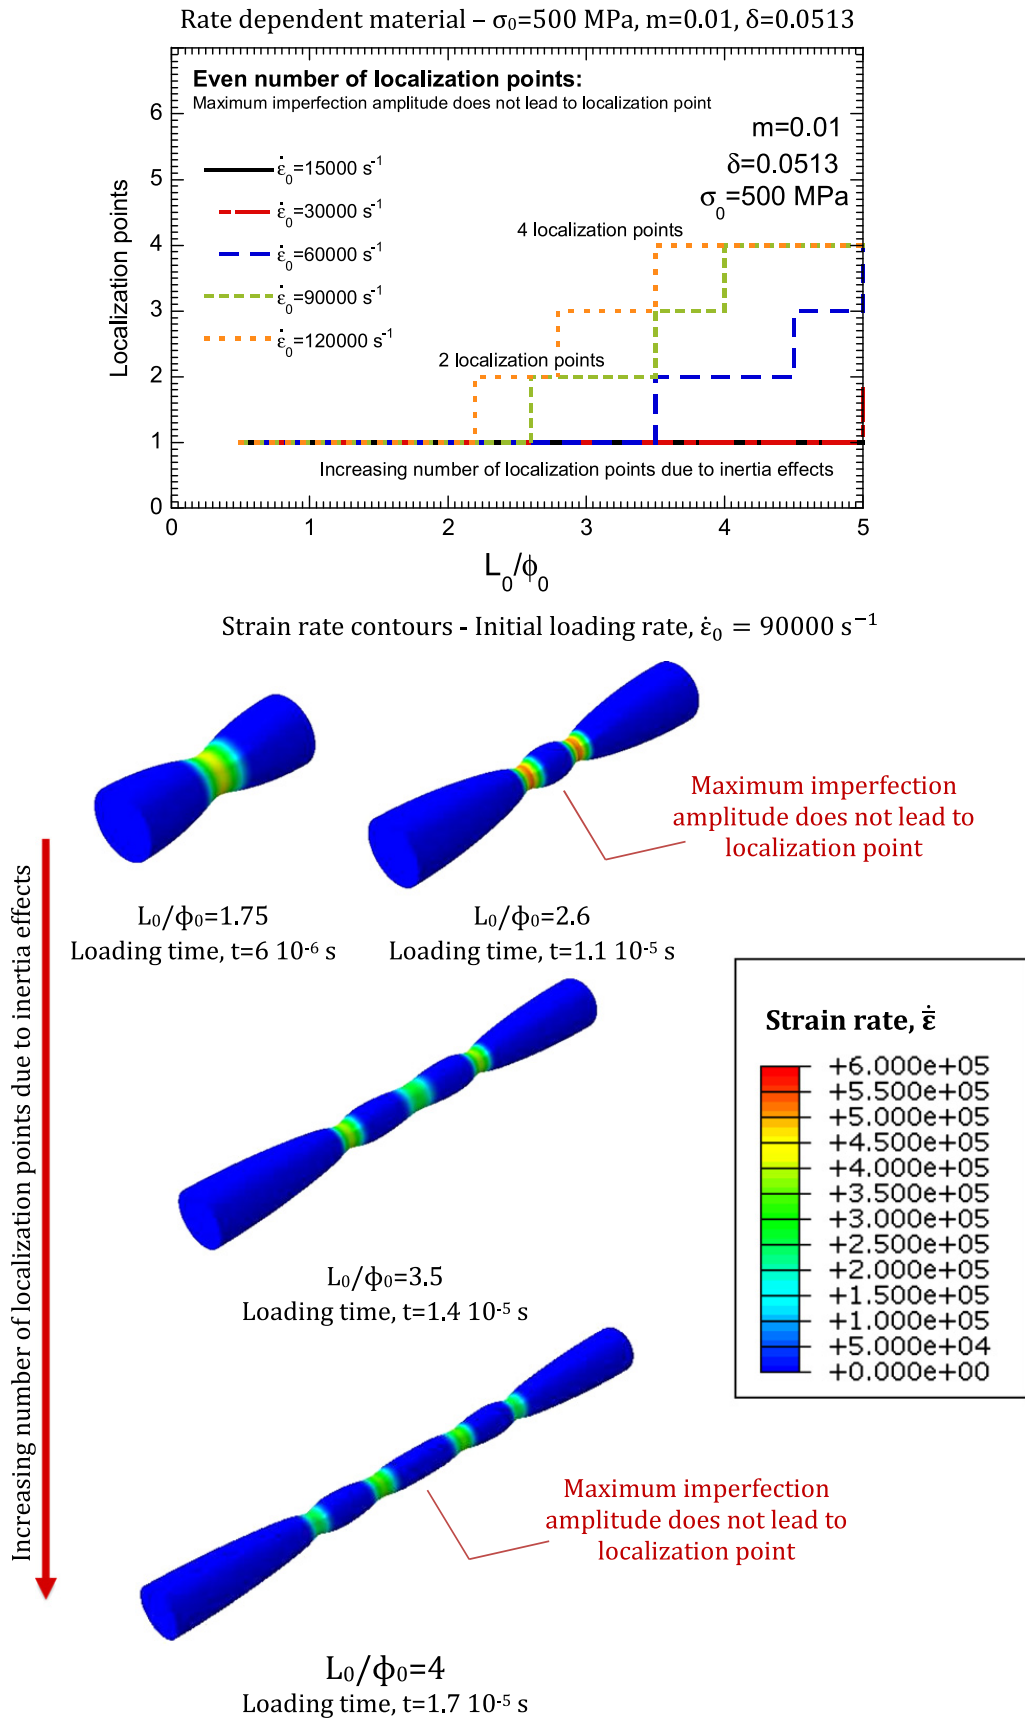 Rate dependent material – σ₀=500 MPa, m=0.01, δ=0.0513
Even number of localization points:
Maximum imperfection amplitude does not lead to localization point
ε̇₀=15000 s⁻¹
ε̇₀=30000 s⁻¹
ε̇₀=60000 s⁻¹
ε̇₀=90000 s⁻¹
ε̇₀=120000 s⁻¹
m=0.01
δ=0.0513
σ₀=500 MPa
4 localization points
2 localization points
Increasing number of localization points due to inertia effects
Localization points
6
5
4
3
2
1
0
0 1 2 3 4 5
L₀/ϕ₀
Strain rate contours - Initial loading rate, ε̇₀ = 90000 s⁻¹
Maximum imperfection
amplitude does not lead to
localization point
L₀/ϕ₀=1.75
Loading time, t=6 10⁻⁶ s
L₀/ϕ₀=2.6
Loading time, t=1.1 10⁻⁵ s
Increasing number of localization points due to inertia effects
L₀/ϕ₀=3.5
Loading time, t=1.4 10⁻⁵ s
Strain rate, ε̄̇
+6.000e+05
+5.500e+05
+5.000e+05
+4.500e+05
+4.000e+05
+3.500e+05
+3.000e+05
+2.500e+05
+2.000e+05
+1.500e+05
+1.000e+05
+5.000e+04
+0.000e+00
Maximum imperfection
amplitude does not lead to
localization point
L₀/ϕ₀=4
Loading time, t=1.7 10⁻⁵ s